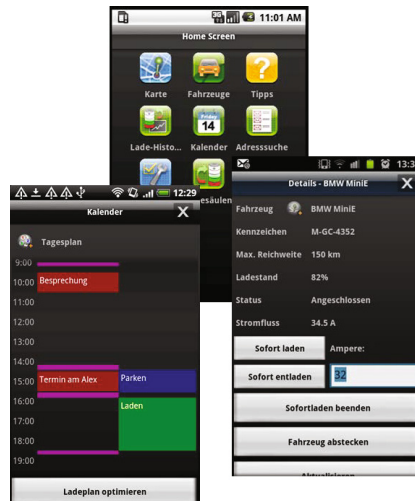 11:01 AM
Home Screen
Karte Fahrzeuge Tipps
Friday
14
Lade-Histo... Kalender Adresssuche
esäulen
12:29
Kalender X
Tagesplan
9:00
10:00 Besprechung
11:00
12:00
13:00
14:00
15:00 Termin am Alex Parken
16:00 Laden
17:00
18:00
19:00
Ladeplan optimieren
13:3
Details - BMW MiniE X
Fahrzeug BMW MiniE
Kennzeichen M-GC-4352
Max. Reichweite 150 km
Ladestand 82%
Status Angeschlossen
Stromfluss 34.5 A
Sofort laden Ampere:
Sofort entladen 32
Sofortladen beenden
Fahrzeug abstecken
Aktualisieren